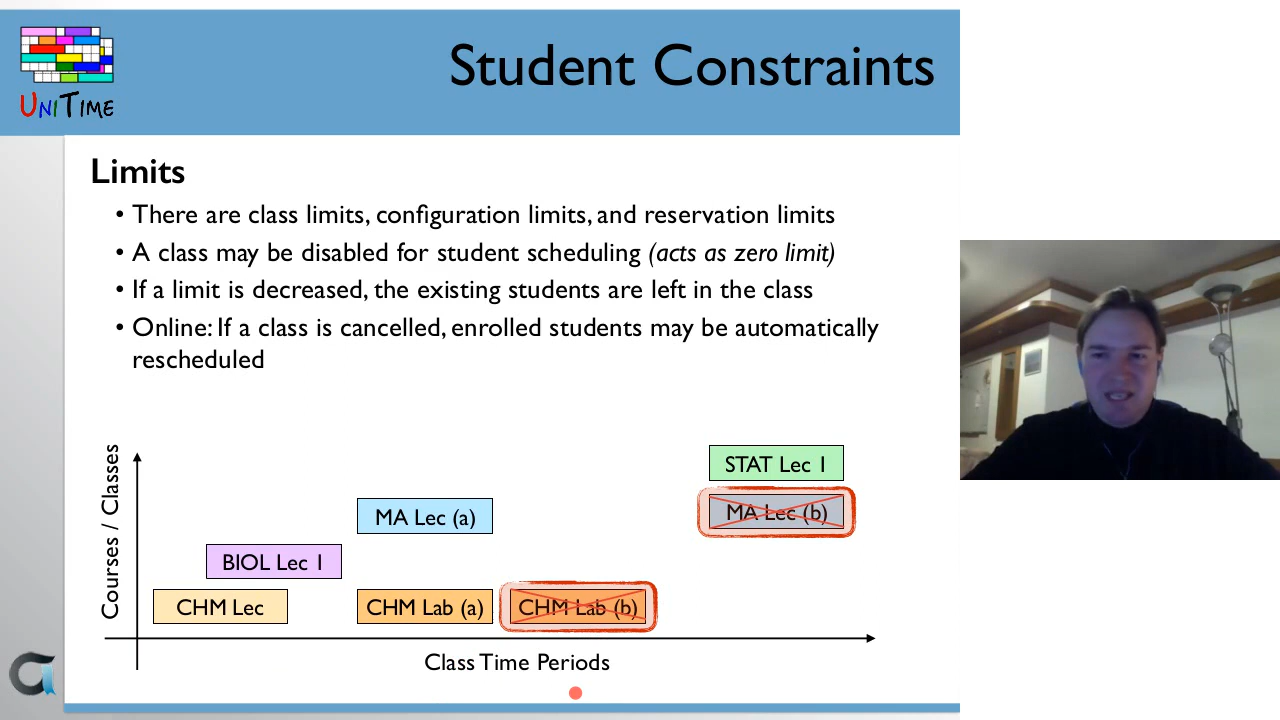 Student Constraints
UNITIME
Limits
• There are class limits, configuration limits, and reservation limits
• A class may be disabled for student scheduling (acts as zero limit)
• If a limit is decreased, the existing students are left in the class
• Online: If a class is cancelled, enrolled students may be automatically
rescheduled
Courses / Classes
STAT Lec 1
MA Lec (b)
MA Lec (a)
BIOL Lec 1
CHM Lec
CHM Lab (a)
CHM Lab (b)
Class Time Periods